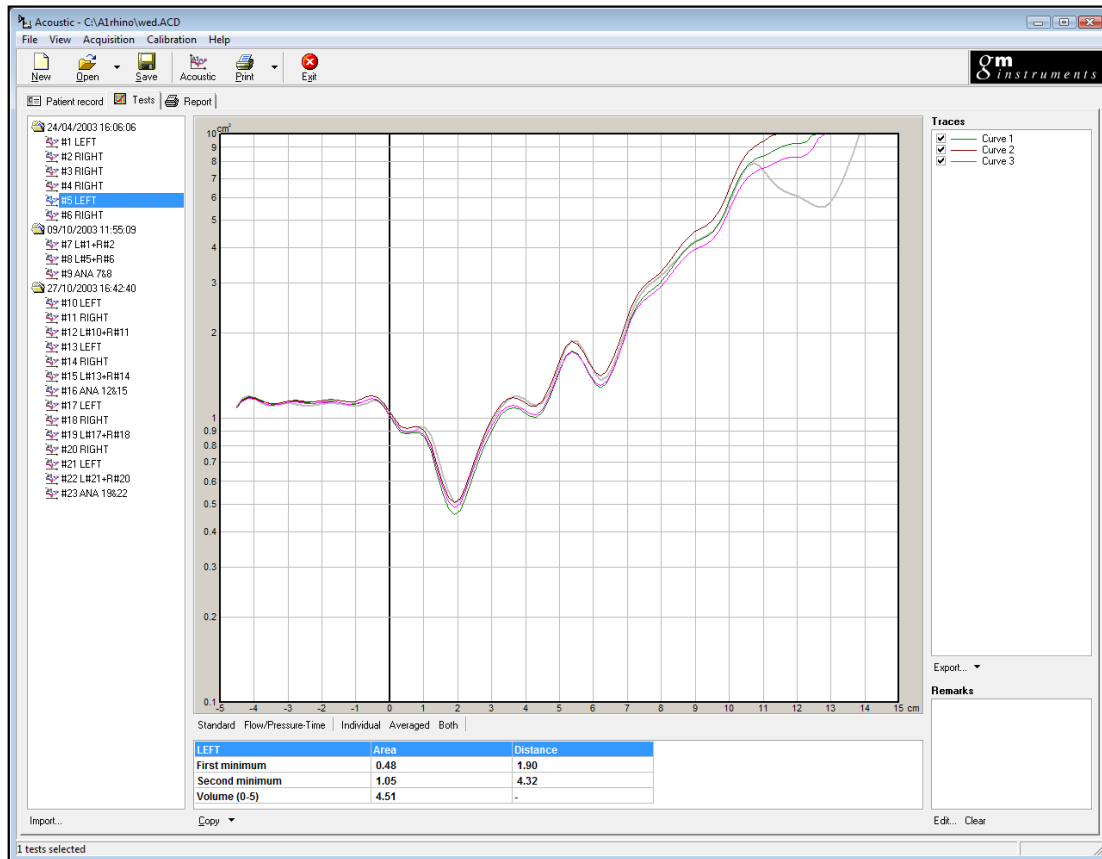 Acoustic - C:\A1rhino\wed.ACD
File View Acquisition Calibration Help
New Open Save Acoustic Print Exit
gm instruments
Patient record Tests Report
24/04/2003 16:06:06
#1 LEFT
#2 RIGHT
#3 RIGHT
#4 RIGHT
#5 LEFT
#6 RIGHT
09/10/2003 11:55:09
#7 L#1+R#2
#8 L#5+R#6
#9 ANA 7&8
27/10/2003 16:42:40
#10 LEFT
#11 RIGHT
#12 L#10+R#11
#13 LEFT
#14 RIGHT
#15 L#13+R#14
#16 ANA 12&15
#17 LEFT
#18 RIGHT
#19 L#17+R#18
#20 RIGHT
#21 LEFT
#22 L#21+R#20
#23 ANA 19&22
Import...
cm²
10
9
8
7
6
5
4
3
2
1
0.9
0.8
0.7
0.6
0.5
0.4
0.3
0.2
0.1
-5 -4 -3 -2 -1 0 1 2 3 4 5 6 7 8 9 10 11 12 13 14 15 cm
Standard Flow/Pressure-Time Individual Averaged Both
LEFT Area Distance
First minimum 0.48 1.90
Second minimum 1.05 4.32
Volume (0-5) 4.51 -
Copy
Traces
Curve 1
Curve 2
Curve 3
Export...
Remarks
Edit... Clear
1 tests selected